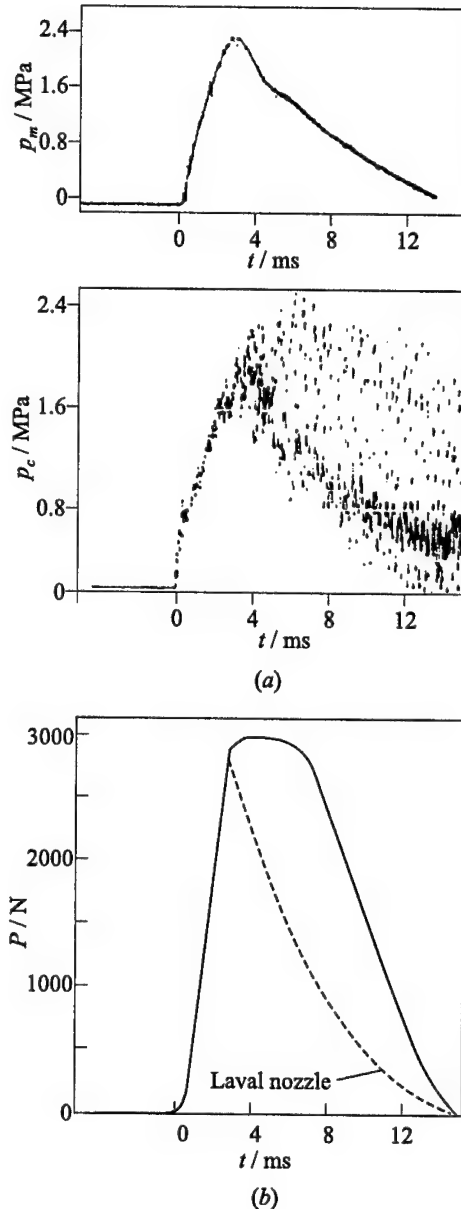 2.4
1.6
0.8
0
p_m / MPa
0 4 8 12
t / ms
2.4
1.6
0.8
0
p_c / MPa
0 4 8 12
t / ms
(a)
3000
2000
1000
0
P / N
Laval nozzle
0 4 8 12
t / ms
(b)